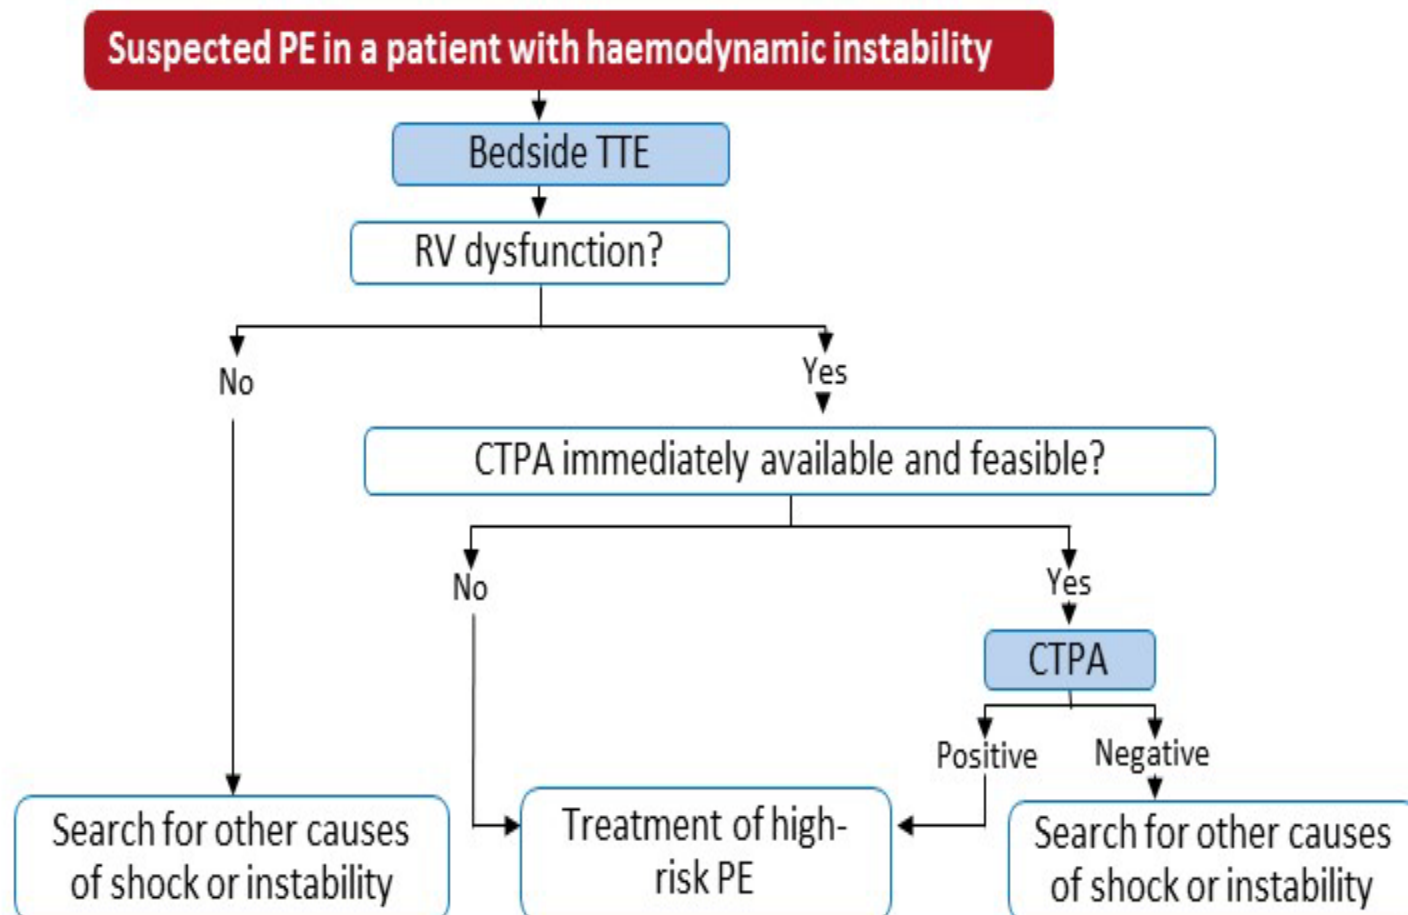 Suspected PE in a patient with haemodynamic instability
Bedside TTE
RV dysfunction?
No
Yes
CTPA immediately available and feasible?
No
Yes
CTPA
Positive
Negative
Search for other causes
of shock or instability
Treatment of high-
risk PE
Search for other causes
of shock or instability